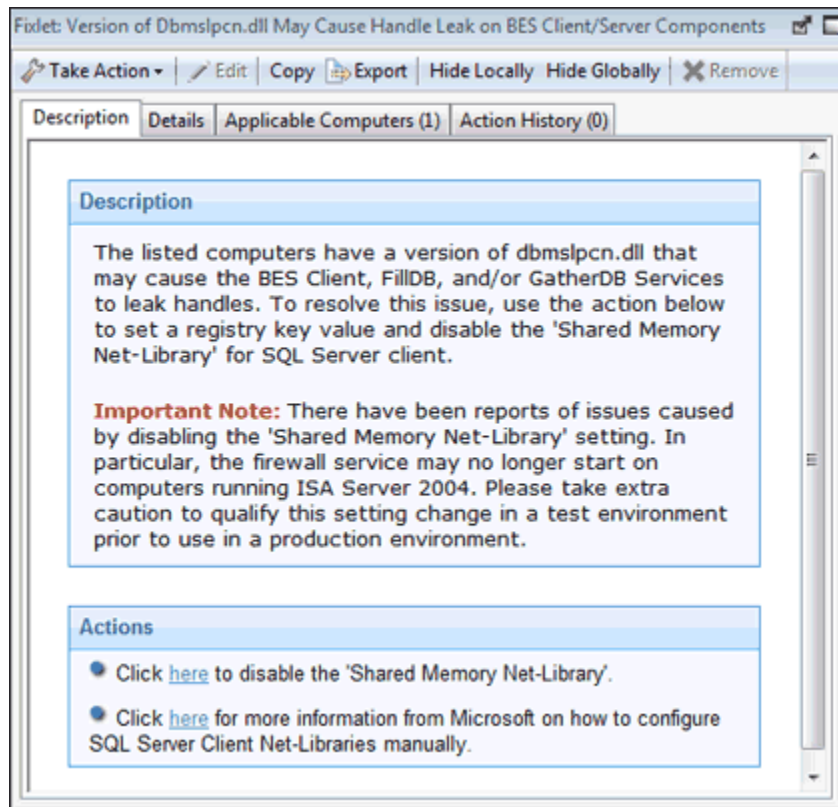 Fixlet: Version of Dbmslpcn.dll May Cause Handle Leak on BES Client/Server Components
Take Action Edit Copy Export Hide Locally Hide Globally Remove
Description Details Applicable Computers (1) Action History (0)
Description
The listed computers have a version of dbmslpcn.dll that
may cause the BES Client, FillDB, and/or GatherDB Services
to leak handles. To resolve this issue, use the action below
to set a registry key value and disable the 'Shared Memory
Net-Library' for SQL Server client.
Important Note: There have been reports of issues caused
by disabling the 'Shared Memory Net-Library' setting. In
particular, the firewall service may no longer start on
computers running ISA Server 2004. Please take extra
caution to qualify this setting change in a test environment
prior to use in a production environment.
Actions
Click here to disable the 'Shared Memory Net-Library'.
Click here for more information from Microsoft on how to configure
SQL Server Client Net-Libraries manually.